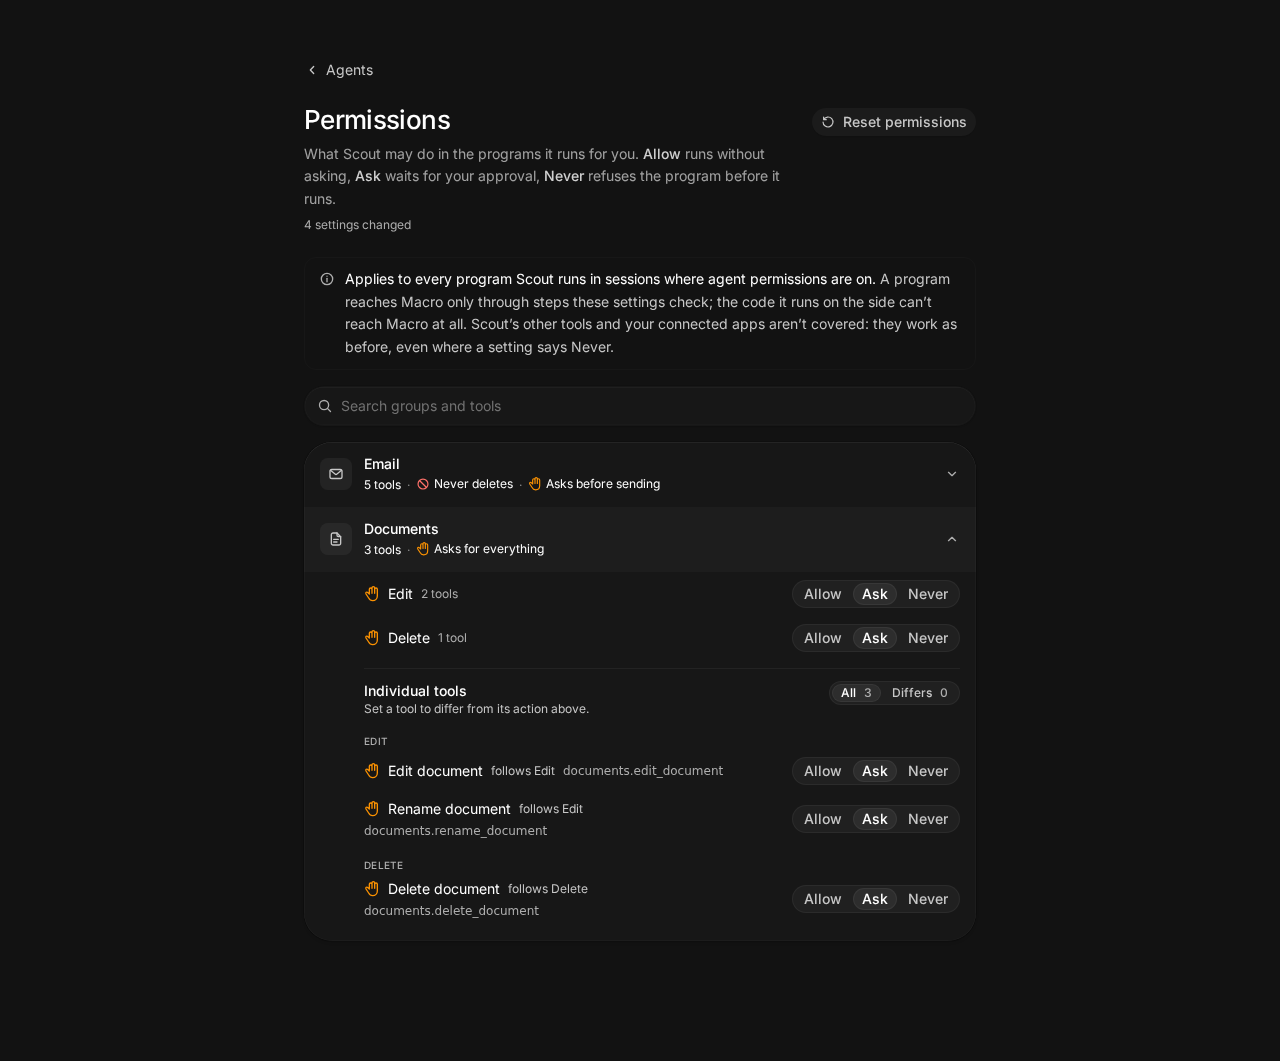 Agents
Permissions
Reset permissions
What Scout may do in the programs it runs for you. Allow runs without
asking, Ask waits for your approval, Never refuses the program before it
runs.
4 settings changed
Applies to every program Scout runs in sessions where agent permissions are on. A program
reaches Macro only through steps these settings check; the code it runs on the side can’t
reach Macro at all. Scout’s other tools and your connected apps aren’t covered: they work as
before, even where a setting says Never.
Search groups and tools
Email
5 tools · Never deletes · Asks before sending
Documents
3 tools · Asks for everything
Edit 2 tools Allow Ask Never
Delete 1 tool Allow Ask Never
Individual tools All 3 Differs 0
Set a tool to differ from its action above.
EDIT
Edit document follows Edit documents.edit_document Allow Ask Never
Rename document follows Edit
documents.rename_document
Allow Ask Never
DELETE
Delete document follows Delete
documents.delete_document
Allow Ask Never